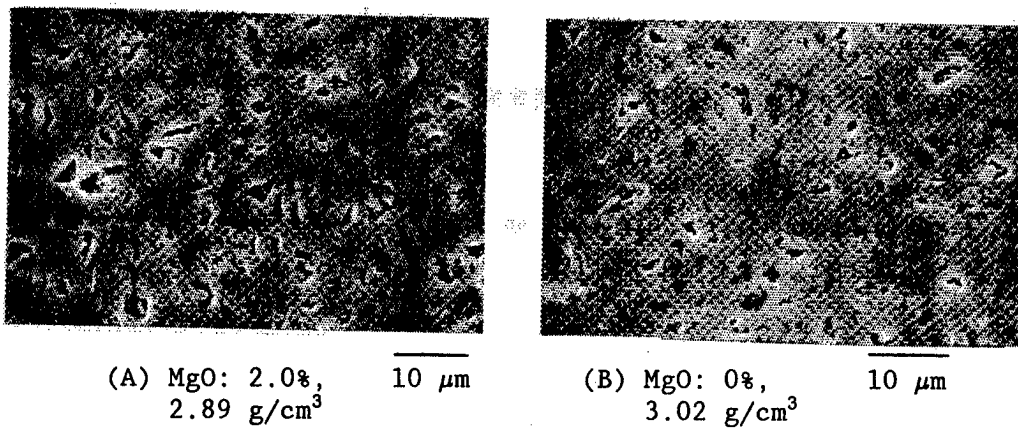 (A) MgO: 2.0%,
2.89 g/cm³
10 μm
(B) MgO: 0%,
3.02 g/cm³
10 μm